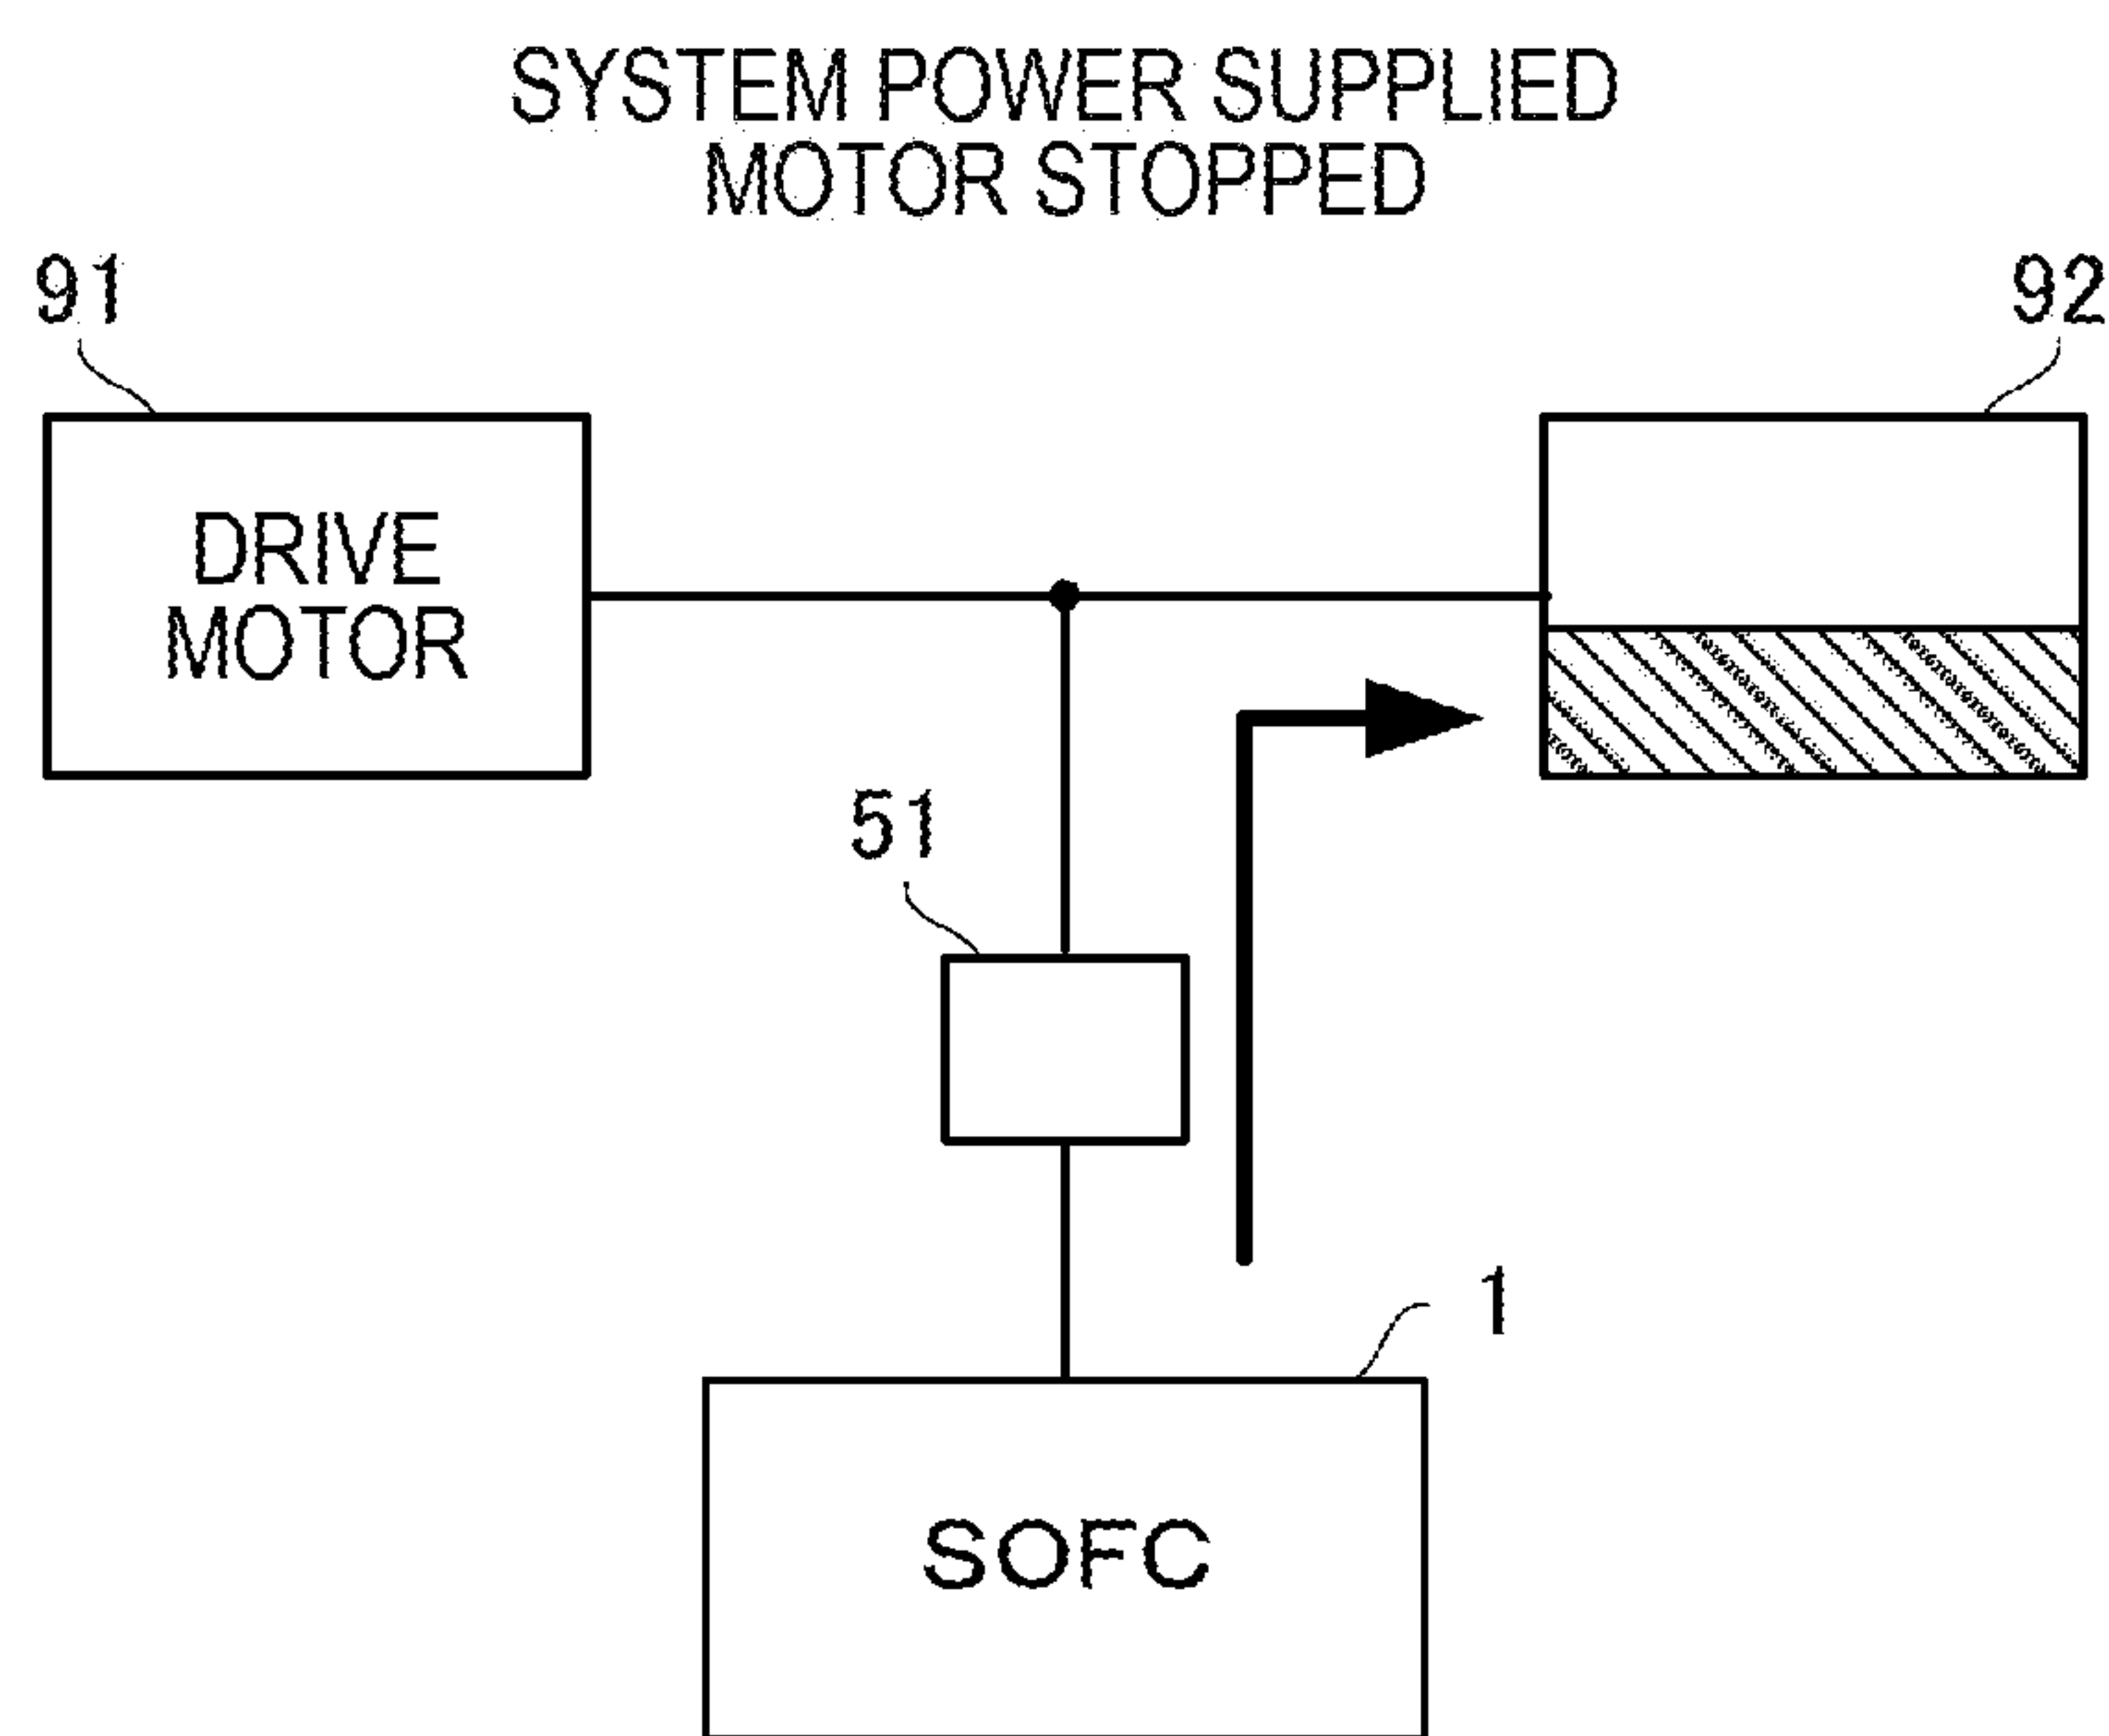 SYSTEM POWER SUPPLIED
MOTOR STOPPED
91
92
DRIVE
MOTOR
51
1
SOFC